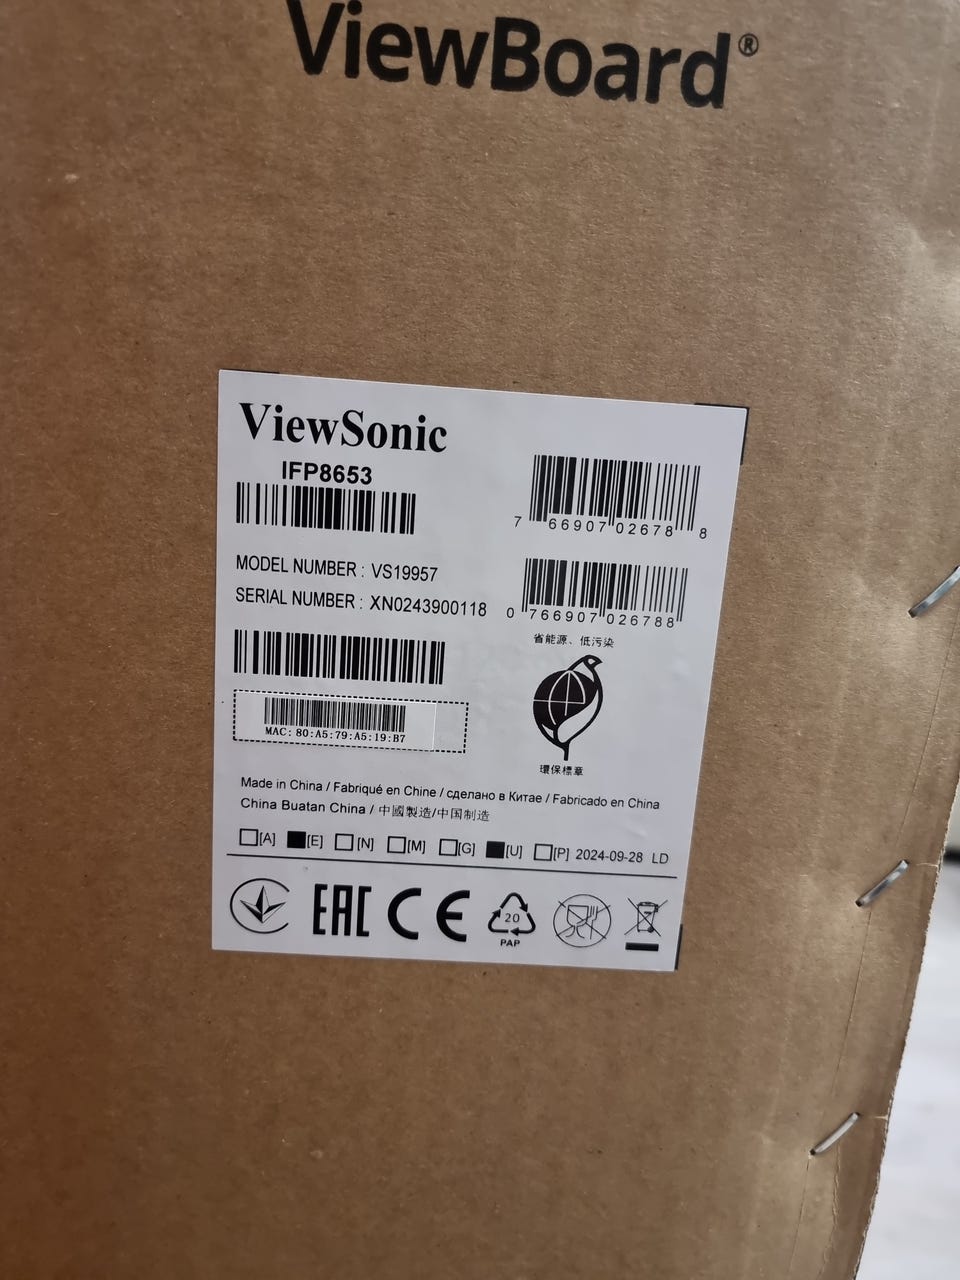 ViewBoard®
ViewSonic
IFP8653
7 66907 02678 8
MODEL NUMBER : VS19957
SERIAL NUMBER : XN0243900118
0 766907 026788
省能源、低污染
MAC: 80:A5:79:A5:19:B7
環保標章
Made in China / Fabriqué en Chine / сделано в Китае / Fabricado en China
China Buatan China / 中國製造/中国制造
[A] [E] [N] [M] [G] [U] [P] 2024-09-28 LD
EAC CE
20
PAP